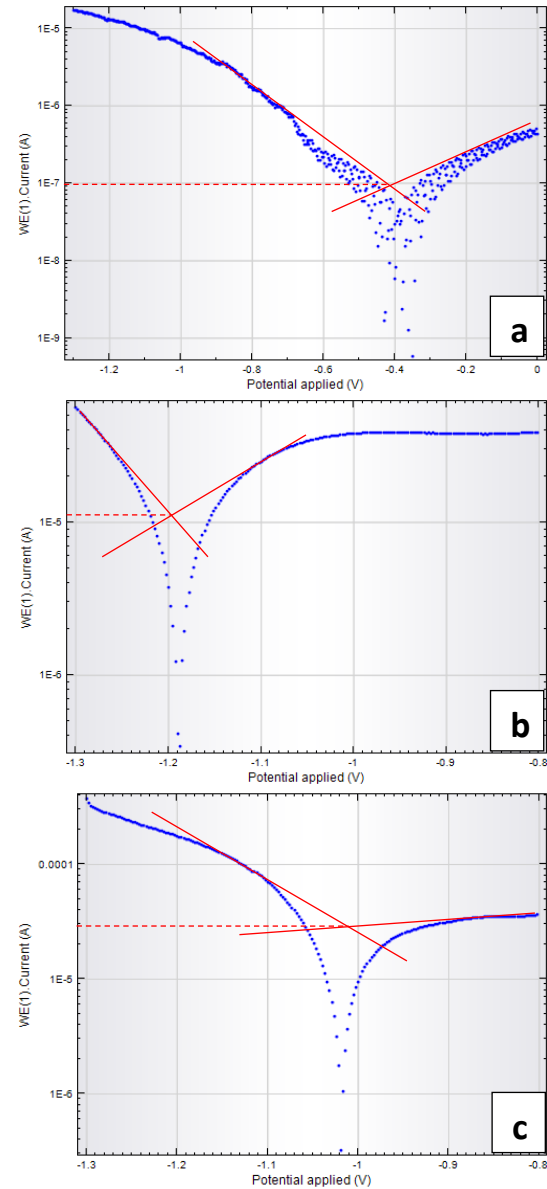 WE(1).Current (A)
1E-5
1E-6
1E-7
1E-8
1E-9
-1.2
-1
-0.8
-0.6
-0.4
-0.2
0
Potential applied (V)
a
WE(1).Current (A)
1E-5
1E-6
-1.3
-1.2
-1.1
-1
-0.9
-0.8
Potential applied (V)
b
WE(1).Current (A)
0.0001
1E-5
1E-6
-1.3
-1.2
-1.1
-1
-0.9
-0.8
Potential applied (V)
c